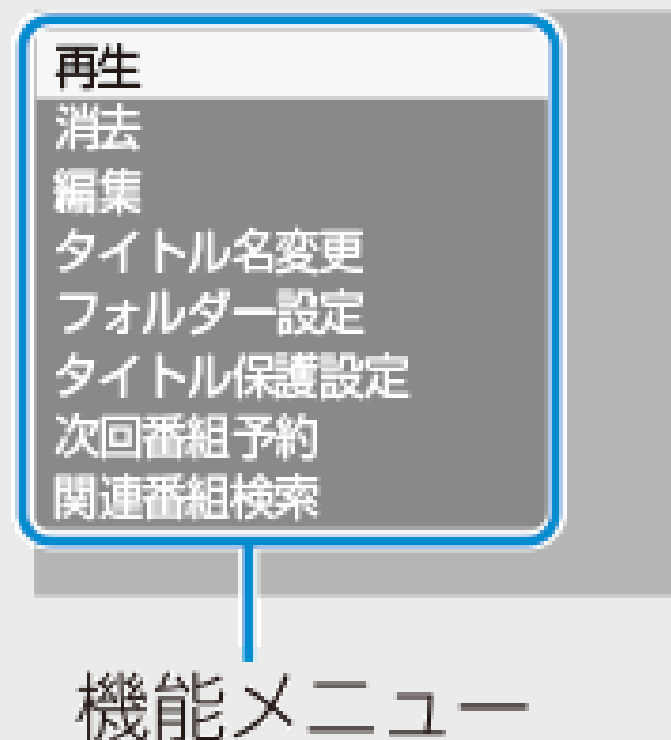 再生
消去
編集
タイトル名変更
フォルダー設定
タイトル保護設定
次回番組予約
関連番組検索
機能メニュー